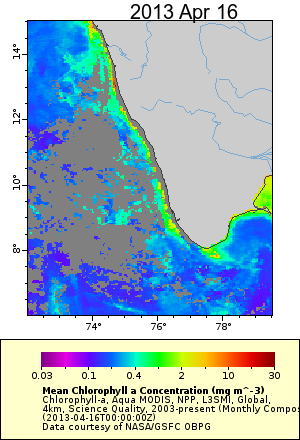 2013 Apr 16
14°
12°
10°
8°
74° 76° 78°
0.03 0.1 0.4 1 3 10 30
Mean Chlorophyll a Concentration (mg m^-3)
Chlorophyll-a, Aqua MODIS, NPP, L3SMI, Global,
4km, Science Quality, 2003-present (Monthly Compos
(2013-04-16T00:00:00Z)
Data courtesy of NASA/GSFC OBPG